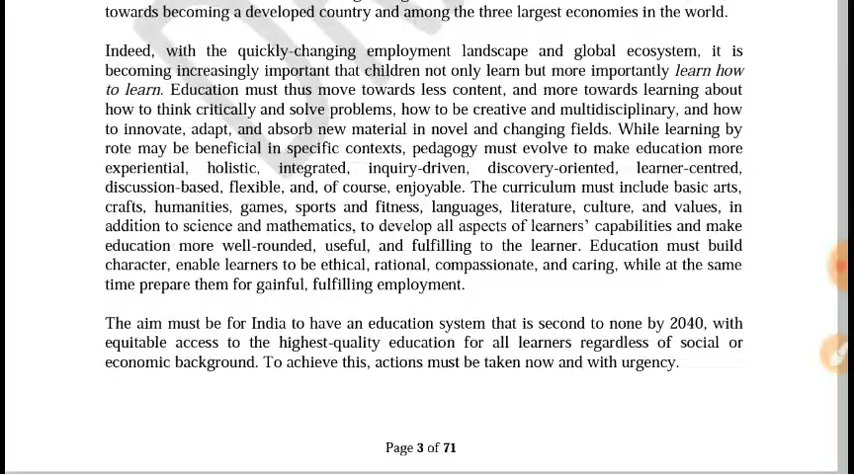 towards becoming a developed country and among the three largest economies in the world.
Indeed, with the quickly-changing employment landscape and global ecosystem, it is
becoming increasingly important that children not only learn but more importantly learn how
to learn. Education must thus move towards less content, and more towards learning about
how to think critically and solve problems, how to be creative and multidisciplinary, and how
to innovate, adapt, and absorb new material in novel and changing fields. While learning by
rote may be beneficial in specific contexts, pedagogy must evolve to make education more
experiential, holistic, integrated, inquiry-driven, discovery-oriented, learner-centred,
discussion-based, flexible, and, of course, enjoyable. The curriculum must include basic arts,
crafts, humanities, games, sports and fitness, languages, literature, culture, and values, in
addition to science and mathematics, to develop all aspects of learners' capabilities and make
education more well-rounded, useful, and fulfilling to the learner. Education must build
character, enable learners to be ethical, rational, compassionate, and caring, while at the same
time prepare them for gainful, fulfilling employment.
The aim must be for India to have an education system that is second to none by 2040, with
equitable access to the highest-quality education for all learners regardless of social or
economic background. To achieve this, actions must be taken now and with urgency.
Page 3 of 71